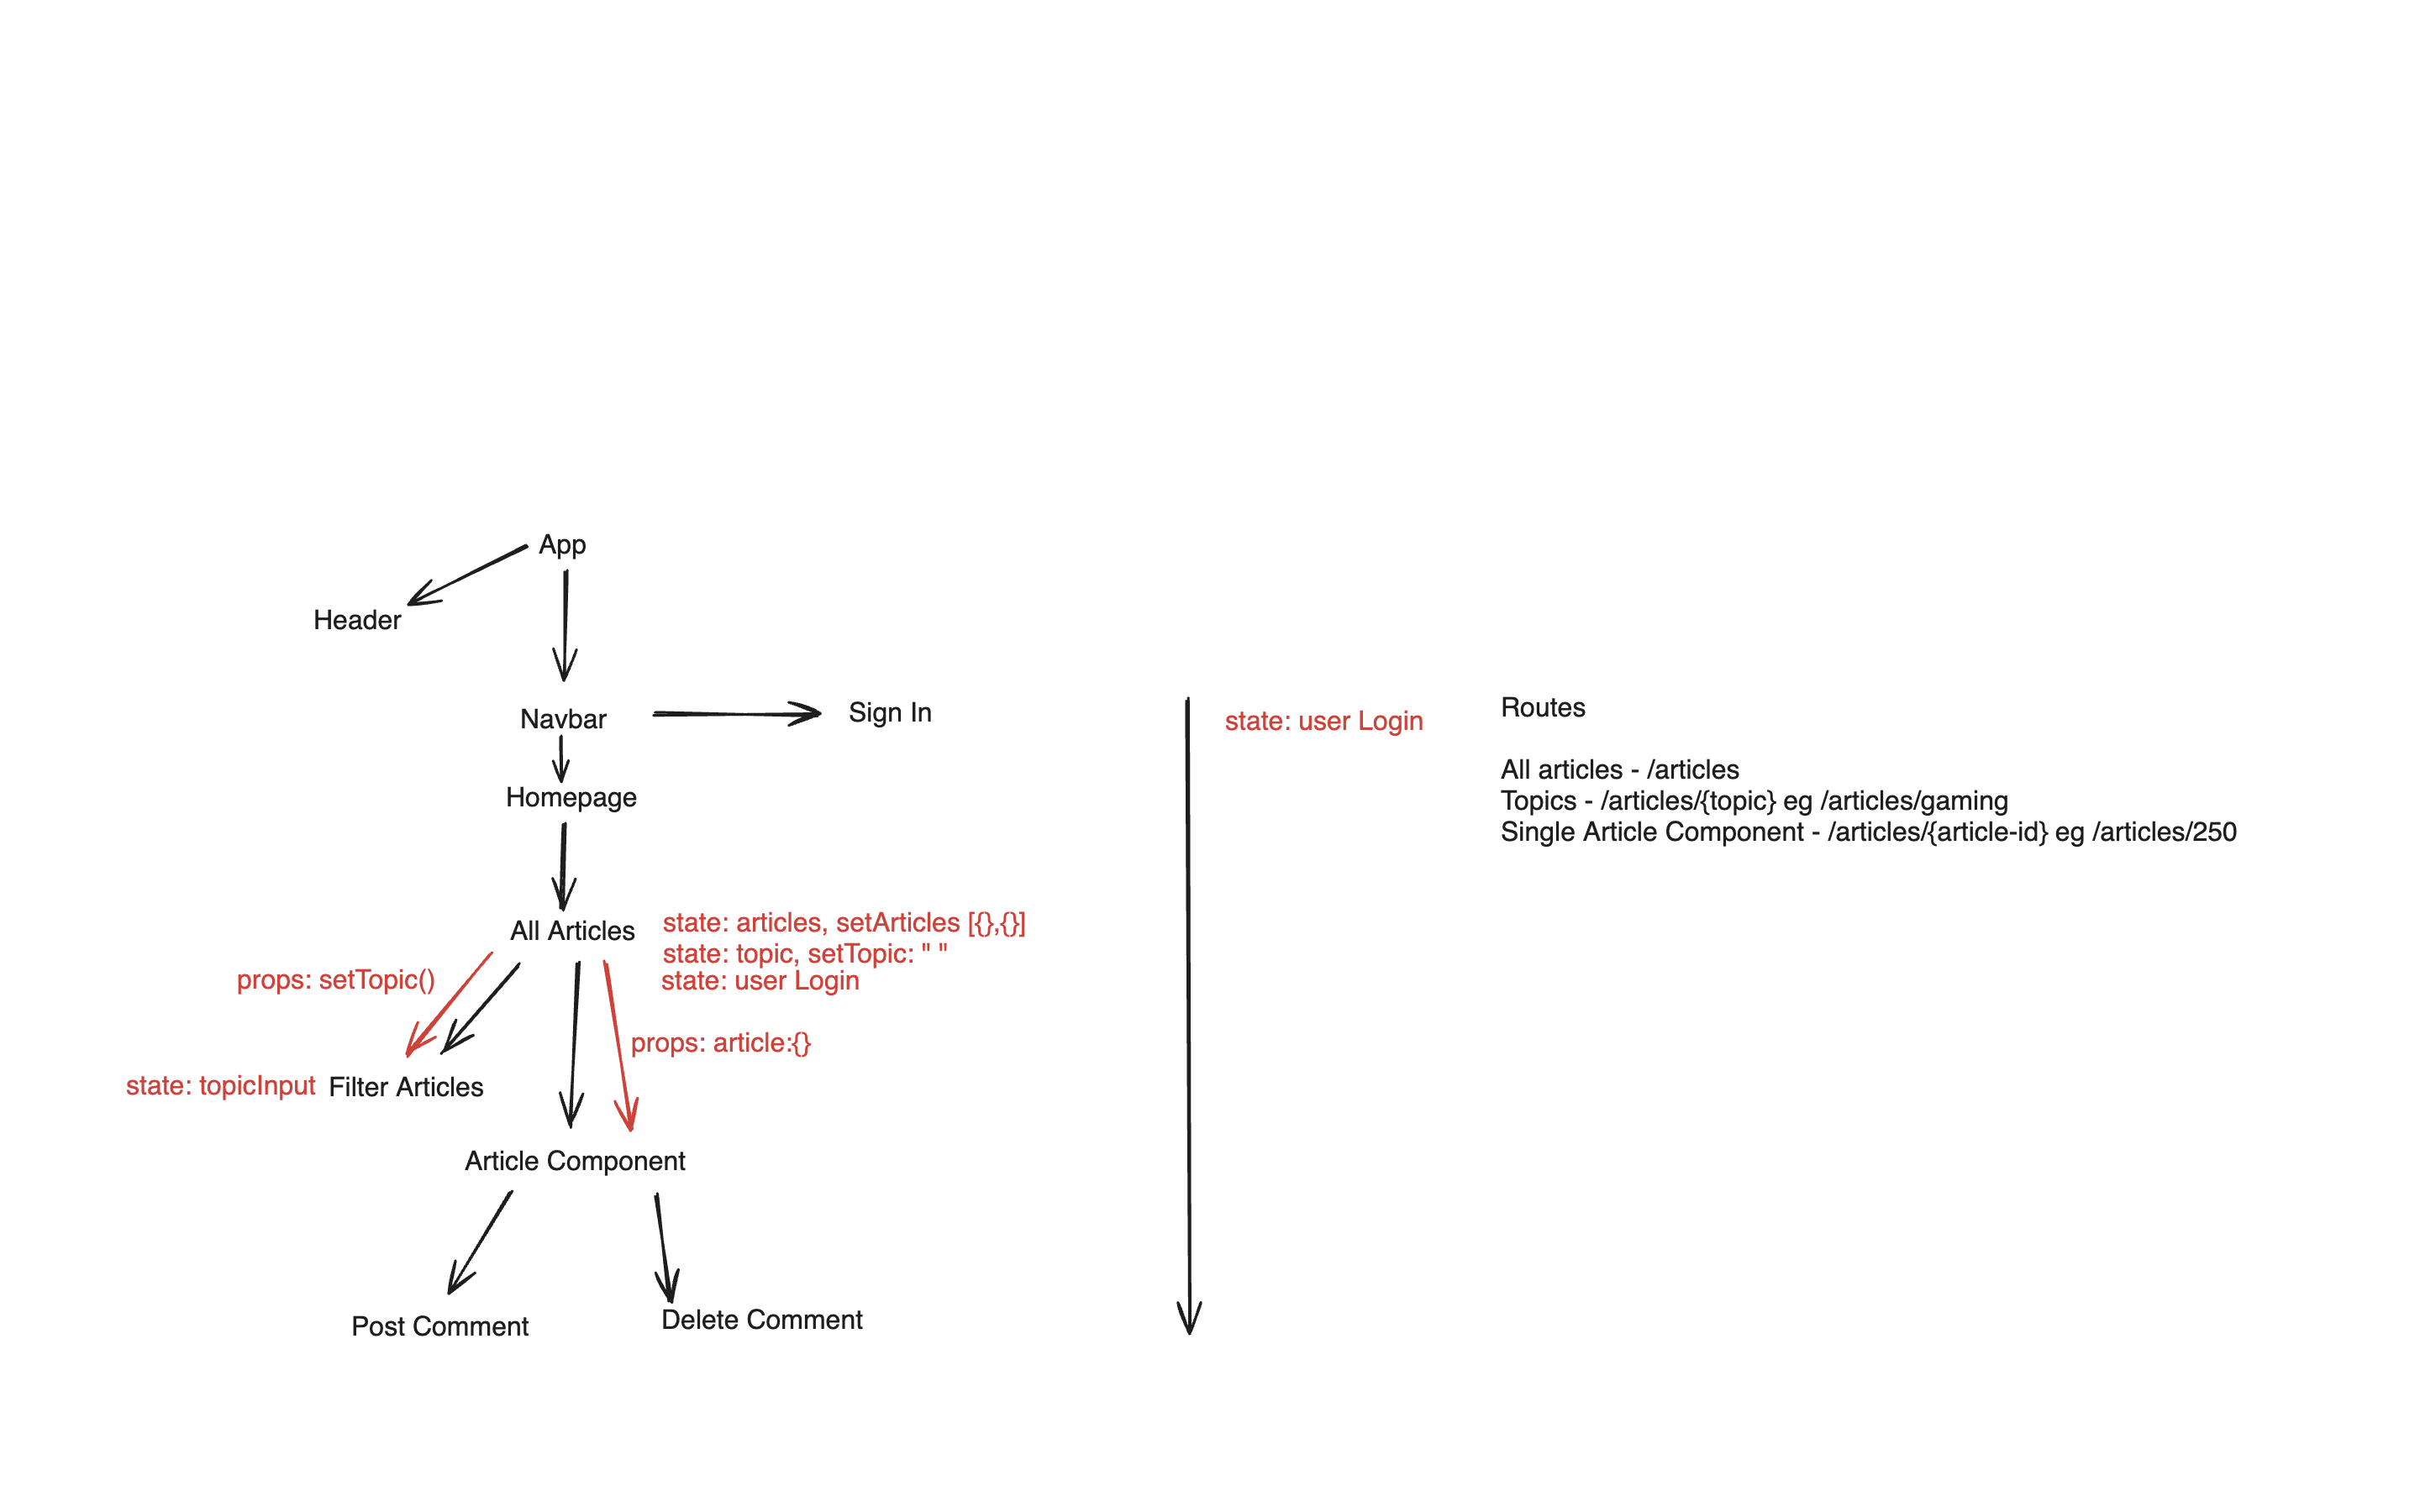 App
Header
Navbar
Sign In
Homepage
All Articles
state: articles, setArticles [{},{}]
state: topic, setTopic: " "
state: user Login
props: setTopic()
props: article:{}
state: topicInput
Filter Articles
Article Component
Post Comment
Delete Comment
state: user Login
Routes
All articles - /articles
Topics - /articles/{topic} eg /articles/gaming
Single Article Component - /articles/{article-id} eg /articles/250